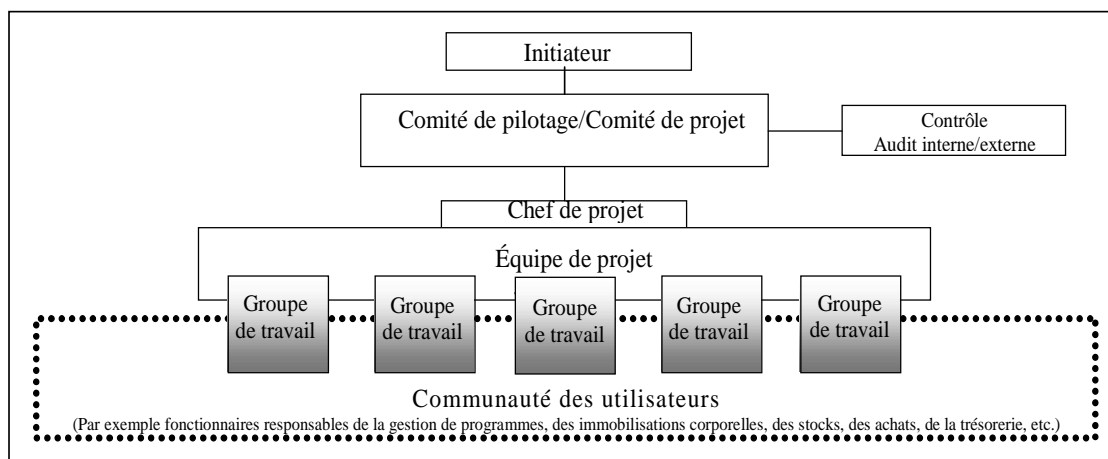 Initiateur
Comité de pilotage/Comité de projet
Contrôle
Audit interne/externe
Chef de projet
Équipe de projet
Groupe
de travail
Groupe
de travail
Groupe
de travail
Groupe
de travail
Groupe
de travail
Communauté des utilisateurs
(Par exemple fonctionnaires responsables de la gestion de programmes, des immobilisations corporelles, des stocks, des achats, de la trésorerie, etc.)